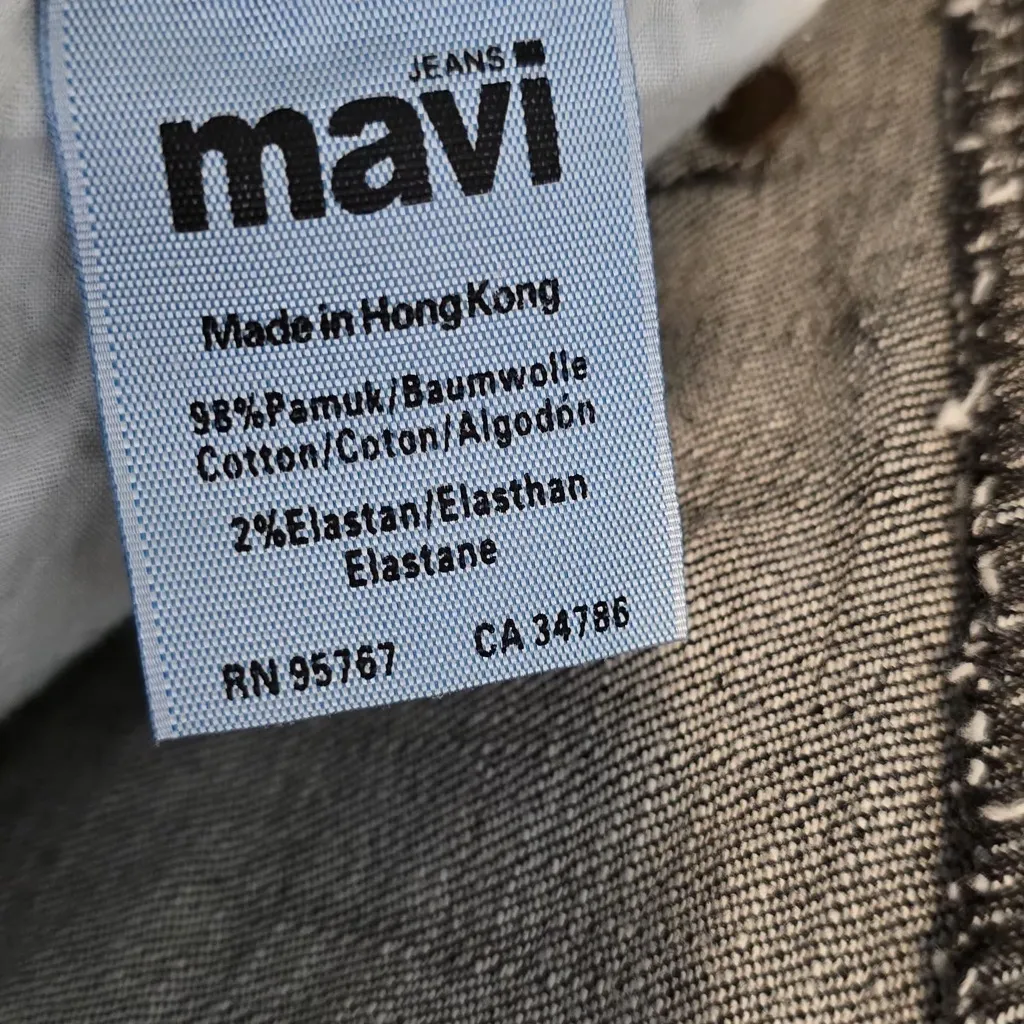 JEANS
mavi
Made in Hong Kong
98%Pamuk/Baumwolle
Cotton/Coton/Algodón
2%Elastan/Elasthan
Elastane
RN 95767 CA 34786